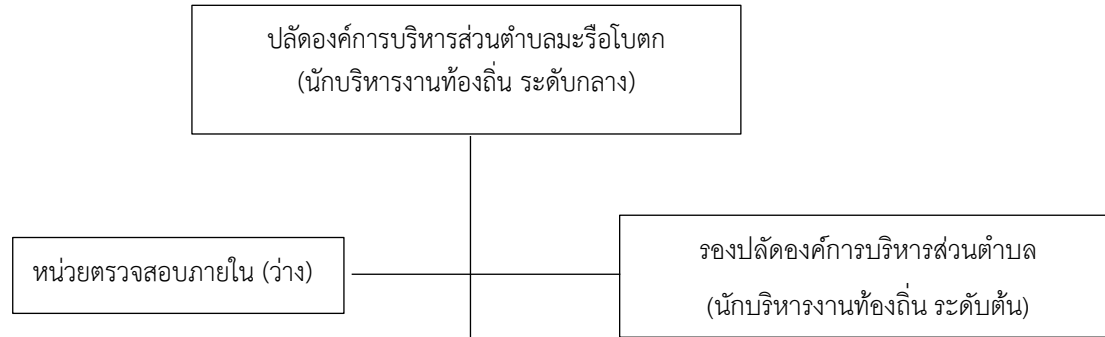 ปลัดองค์การบริหารส่วนตำบลมะรือโบตก
(นักบริหารงานท้องถิ่น ระดับกลาง)
หน่วยตรวจสอบภายใน (ว่าง)
รองปลัดองค์การบริหารส่วนตำบล
(นักบริหารงานท้องถิ่น ระดับต้น)